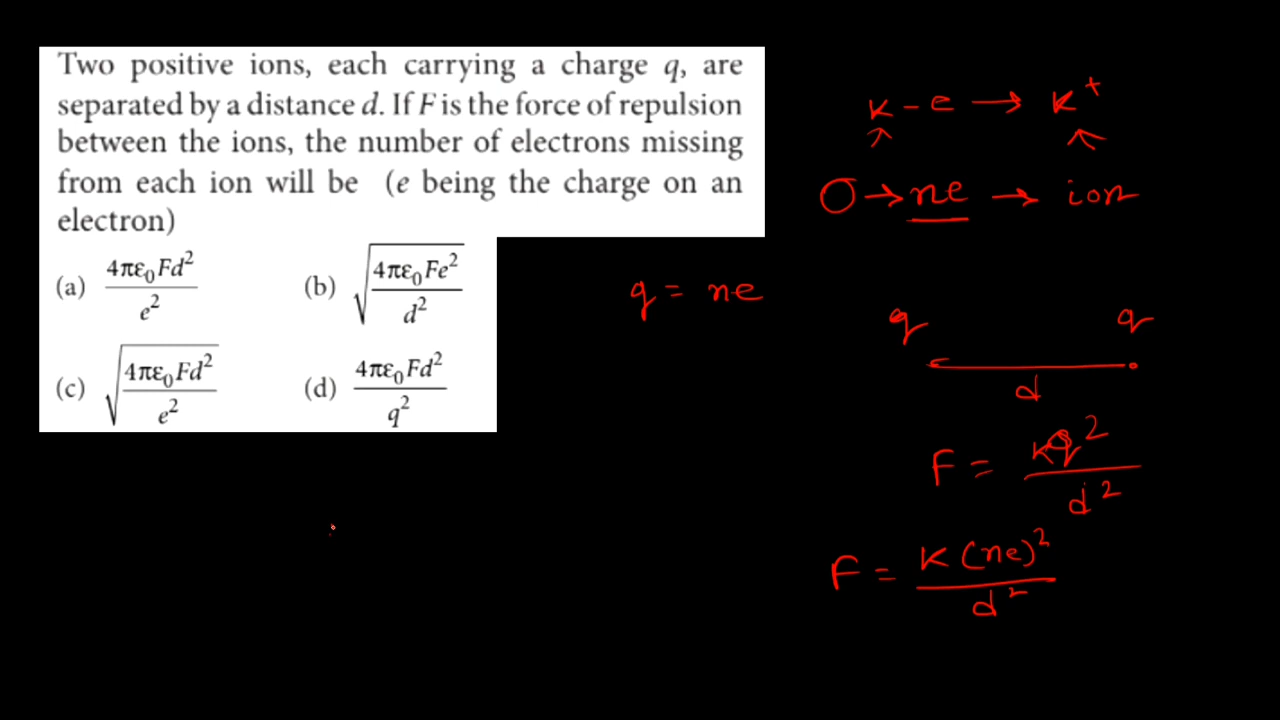 Two positive ions, each carrying a charge q, are
separated by a distance d. If F is the force of repulsion
between the ions, the number of electrons missing
from each ion will be (e being the charge on an
electron)
(a) 4πε₀Fd²/e² (b) √(4πε₀Fe²/d²)
(c) √(4πε₀Fd²/e²) (d) 4πε₀Fd²/q²
K - e → K⁺
O → ne → ion
q = ne
q q
d
F = Kq²/d²
F = K(ne)²/d²